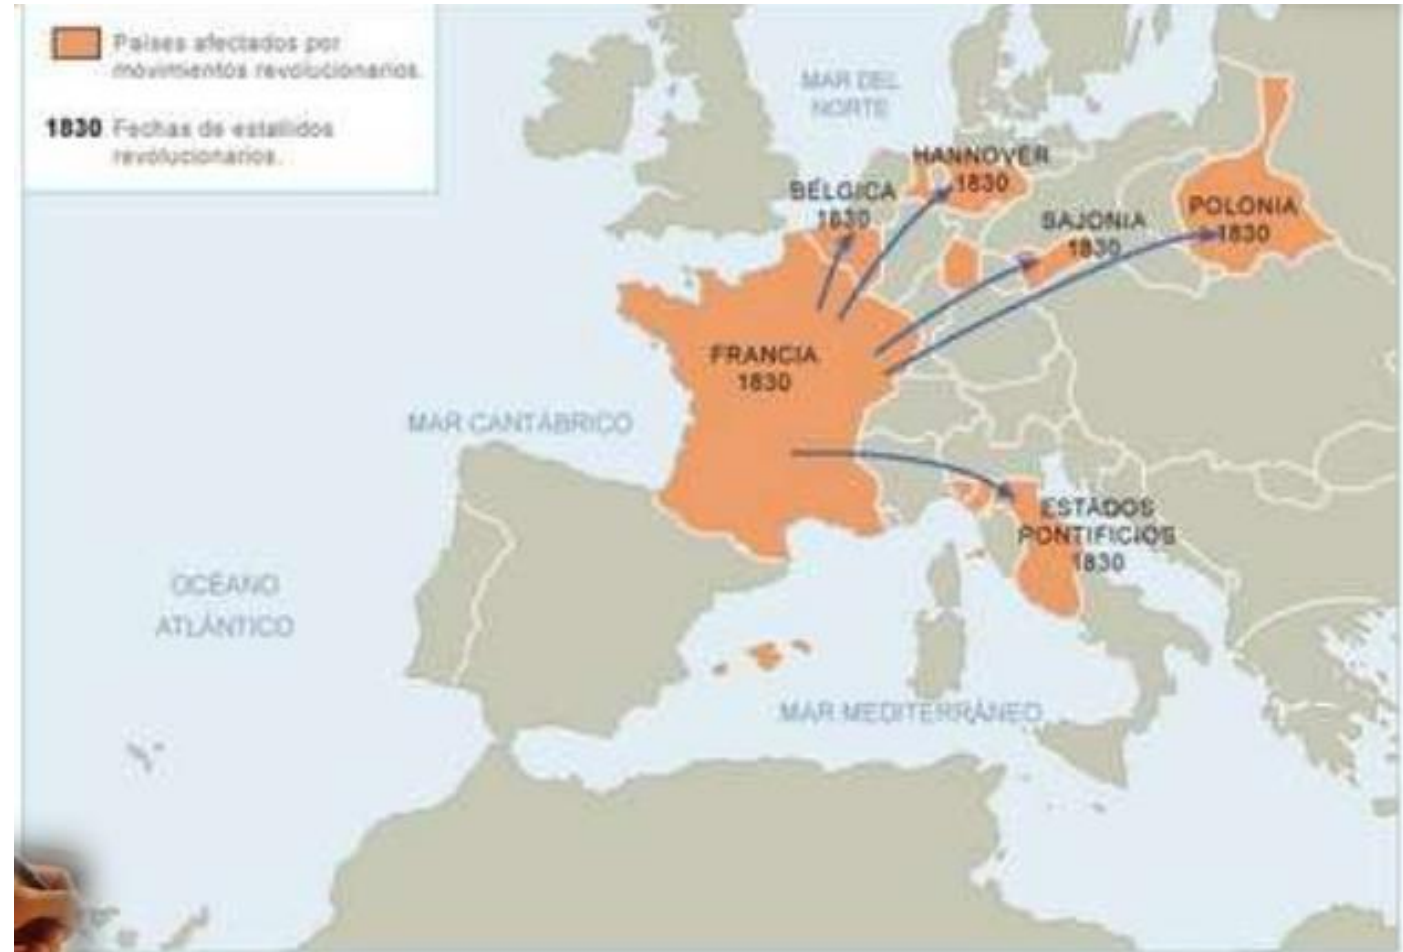 Países afectados por
movimientos revolucionarios.
1830 Fechas de estallidos
revolucionarios.
MAR DEL
NORTE
HANNOVER
1830
BÉLGICA
1830
SAJONIA
1830
POLONIA
1830
FRANCIA
1830
MAR CANTÁBRICO
ESTADOS
PONTIFICIOS
1830
OCÉANO
ATLÁNTICO
MAR MEDITERRÁNEO